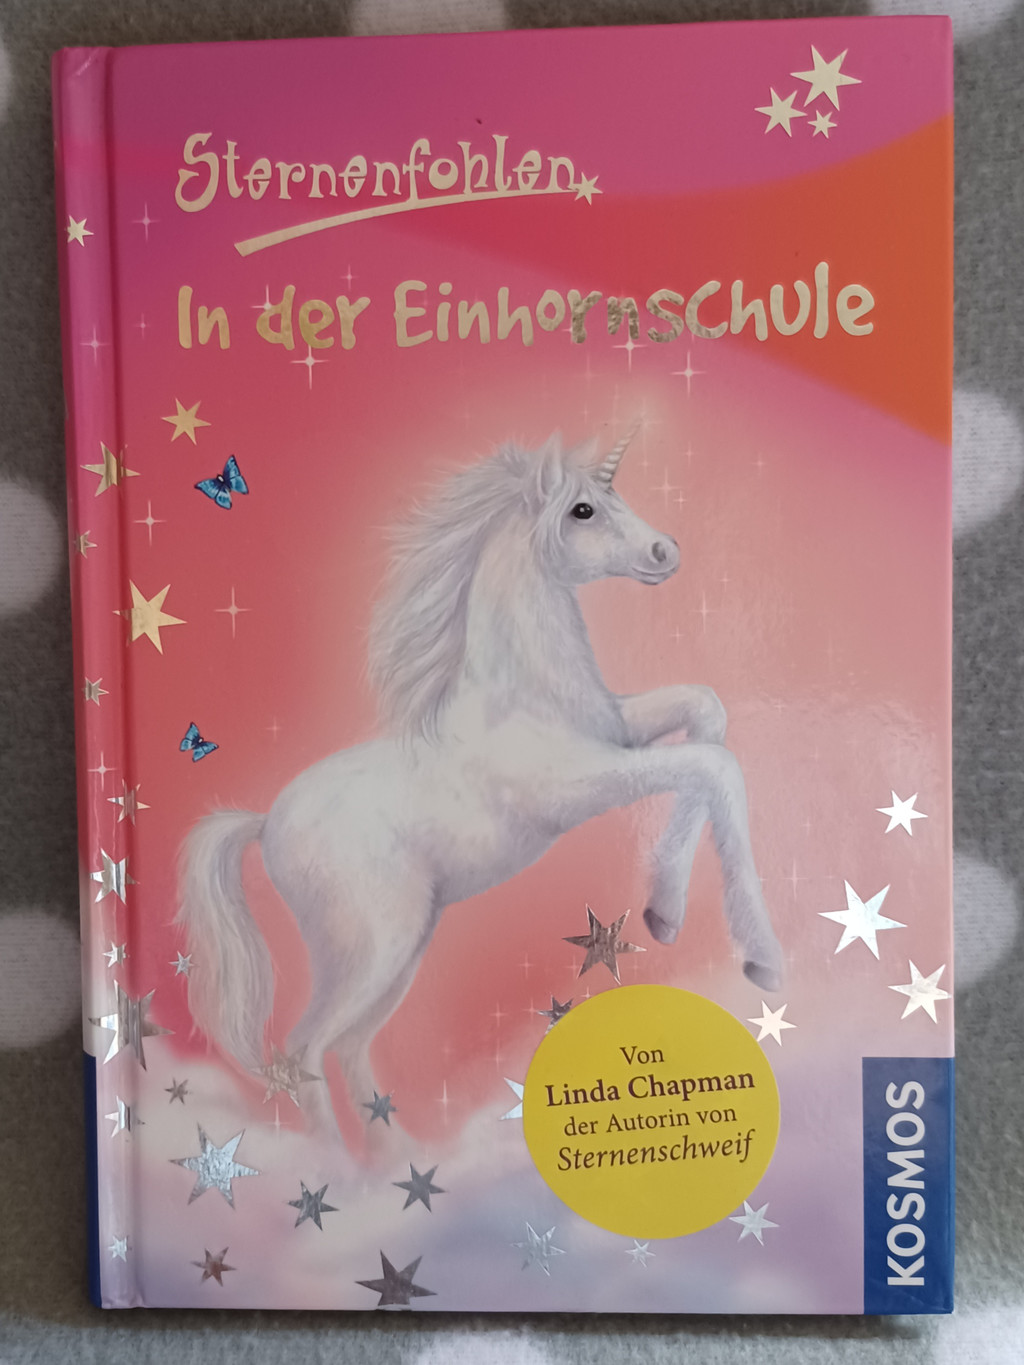 Sternenfohlen
In der Einhornschule
Von
Linda Chapman
der Autorin von
Sternenschweif
KOSMOS